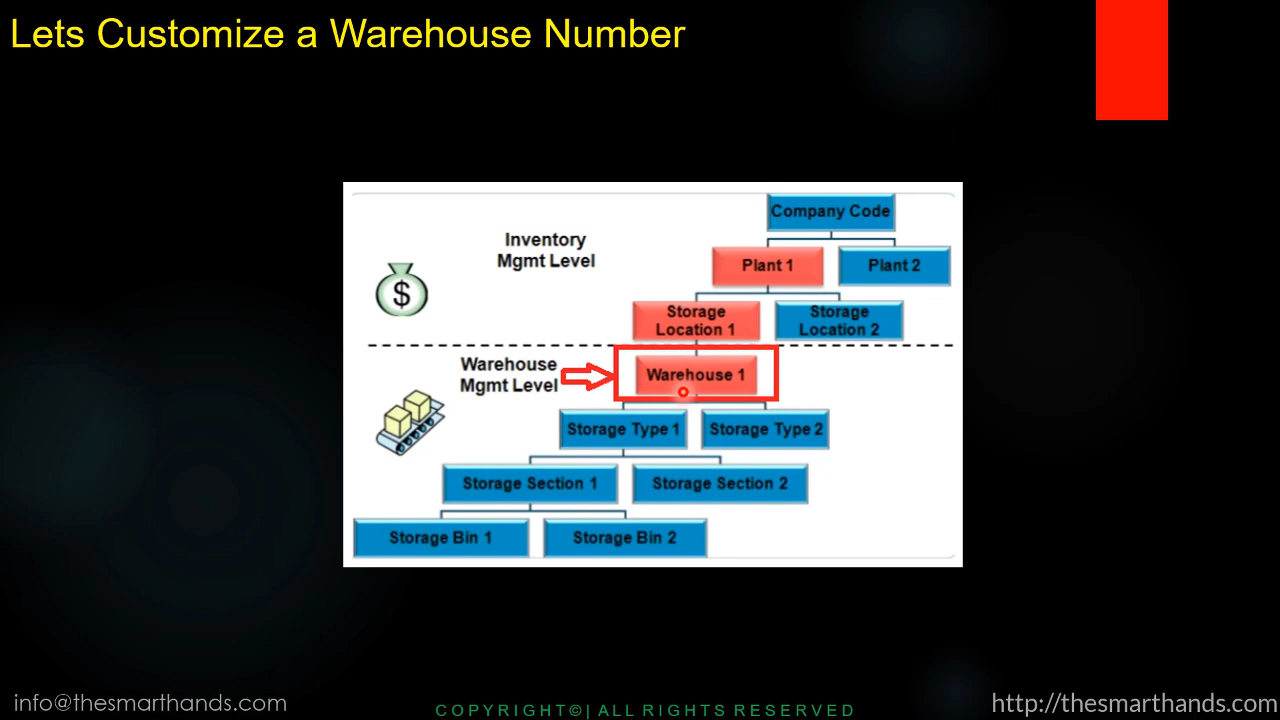 Lets Customize a Warehouse Number
Company Code
Inventory
Mgmt Level
Plant 1
Plant 2
$
Storage
Location 1
Storage
Location 2
Warehouse
Mgmt Level
Warehouse 1
Storage Type 1
Storage Type 2
Storage Section 1
Storage Section 2
Storage Bin 1
Storage Bin 2
info@thesmarthands.com
COPYRIGHT©| ALL RIGHTS RESERVED
http://thesmarthands.com